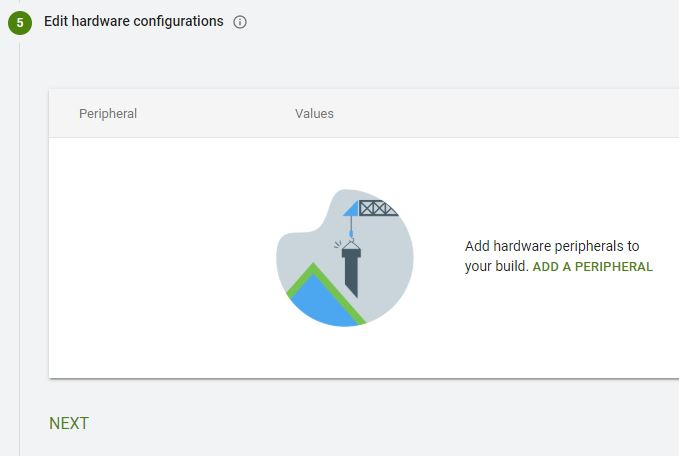 5 Edit hardware configurations
Peripheral Values
Add hardware peripherals to
your build. ADD A PERIPHERAL
NEXT